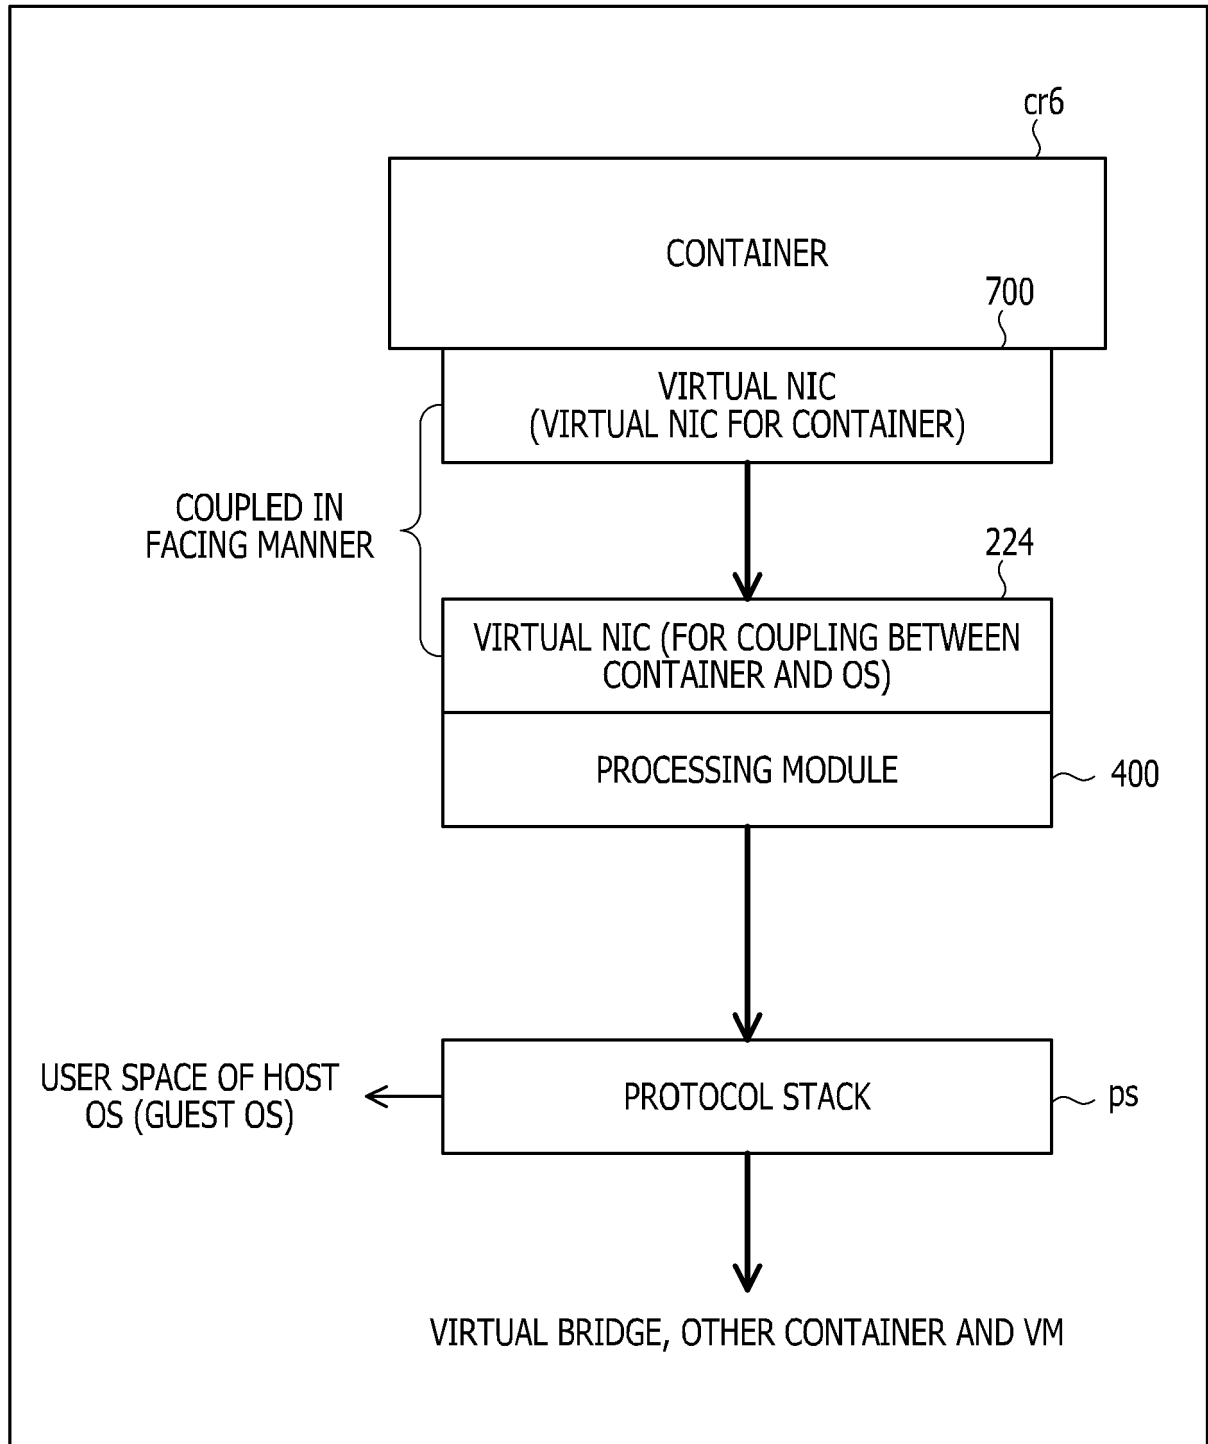 cr6
CONTAINER
700
VIRTUAL NIC
(VIRTUAL NIC FOR CONTAINER)
COUPLED IN
FACING MANNER
224
VIRTUAL NIC (FOR COUPLING BETWEEN
CONTAINER AND OS)
PROCESSING MODULE
400
USER SPACE OF HOST
OS (GUEST OS)
PROTOCOL STACK
ps
VIRTUAL BRIDGE, OTHER CONTAINER AND VM